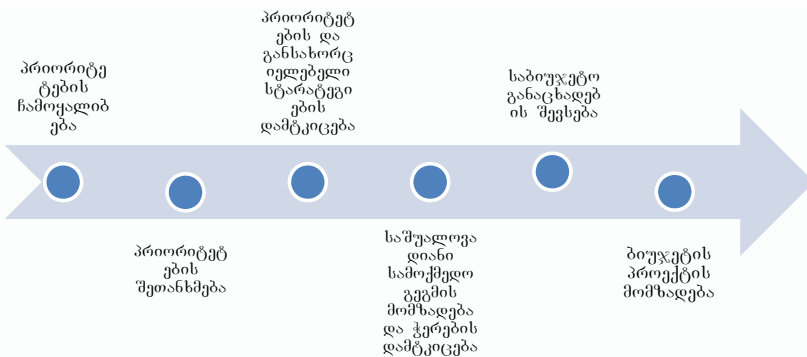 პრიორიტე
ტების
ჩამოყალიბ
ება
პრიორიტეტ
ების
შეთანხმება
პრიორიტეტ
ების და
განსახორც
იელებელი
სტარატეგი
ების
დამტკიცება
საშუალოვა
დიანი
სამოქმედო
გეგმის
მომზადება
და ჭერების
დამტკიცება
საბიუჯეტო
განაცხადებ
ის შევსება
ბიუჯეტის
პროექტის
მომზადება